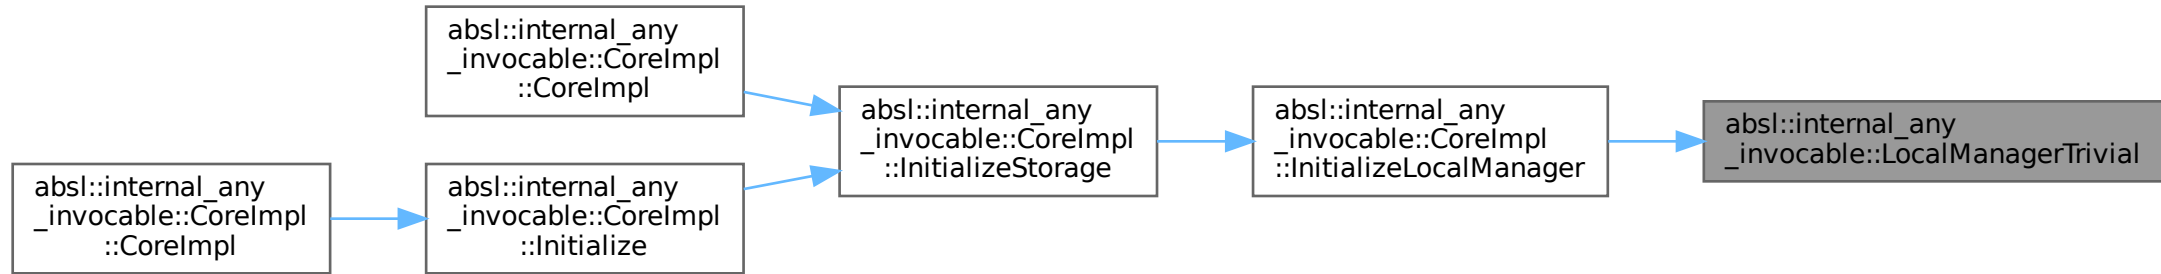 absl::internal_any
_invocable::CoreImpl
::CoreImpl
absl::internal_any
_invocable::CoreImpl
::CoreImpl
absl::internal_any
_invocable::CoreImpl
::Initialize
absl::internal_any
_invocable::CoreImpl
::InitializeStorage
absl::internal_any
_invocable::CoreImpl
::InitializeLocalManager
absl::internal_any
_invocable::LocalManagerTrivial